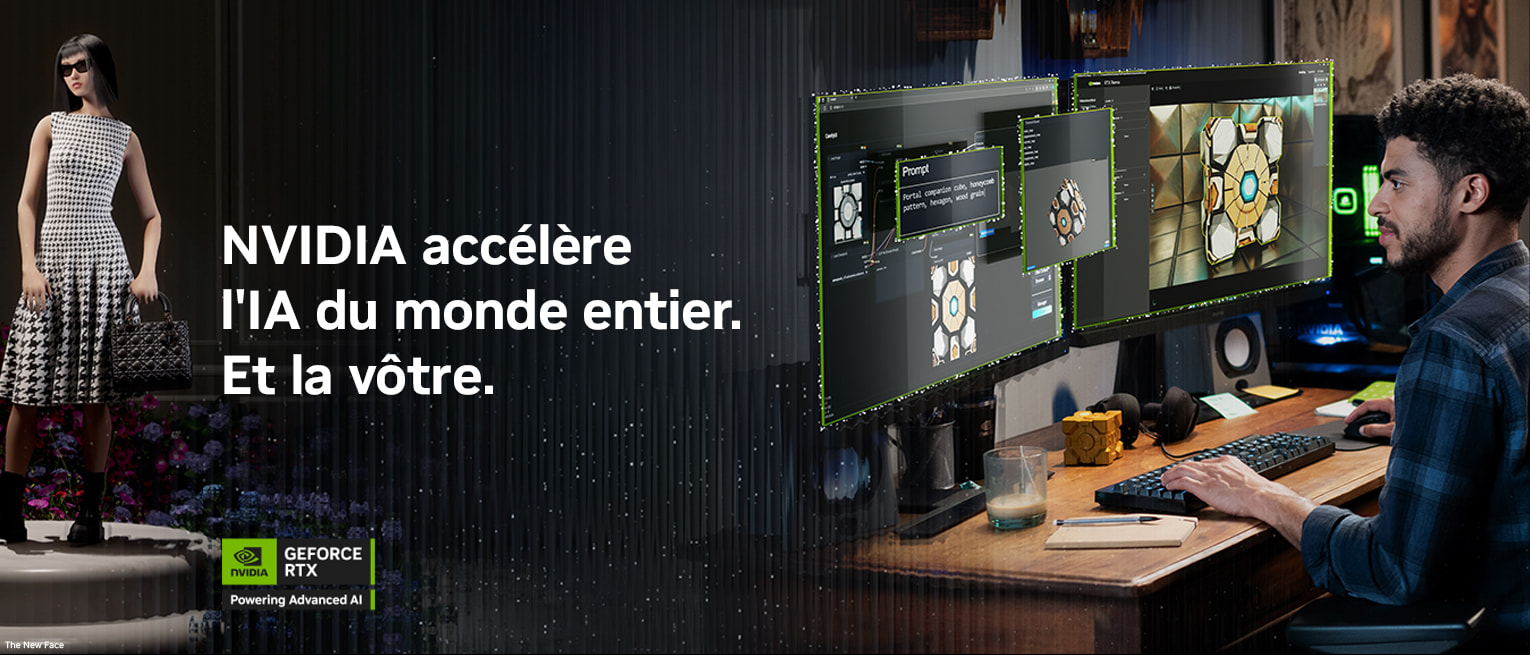 NVIDIA accélère
l'IA du monde entier.
Et la vôtre.
Prompt
Portal companion cube, honeycomb
pattern, hexagon, wood grain
NVIDIA
GEFORCE
RTX
Powering Advanced AI
The New Face